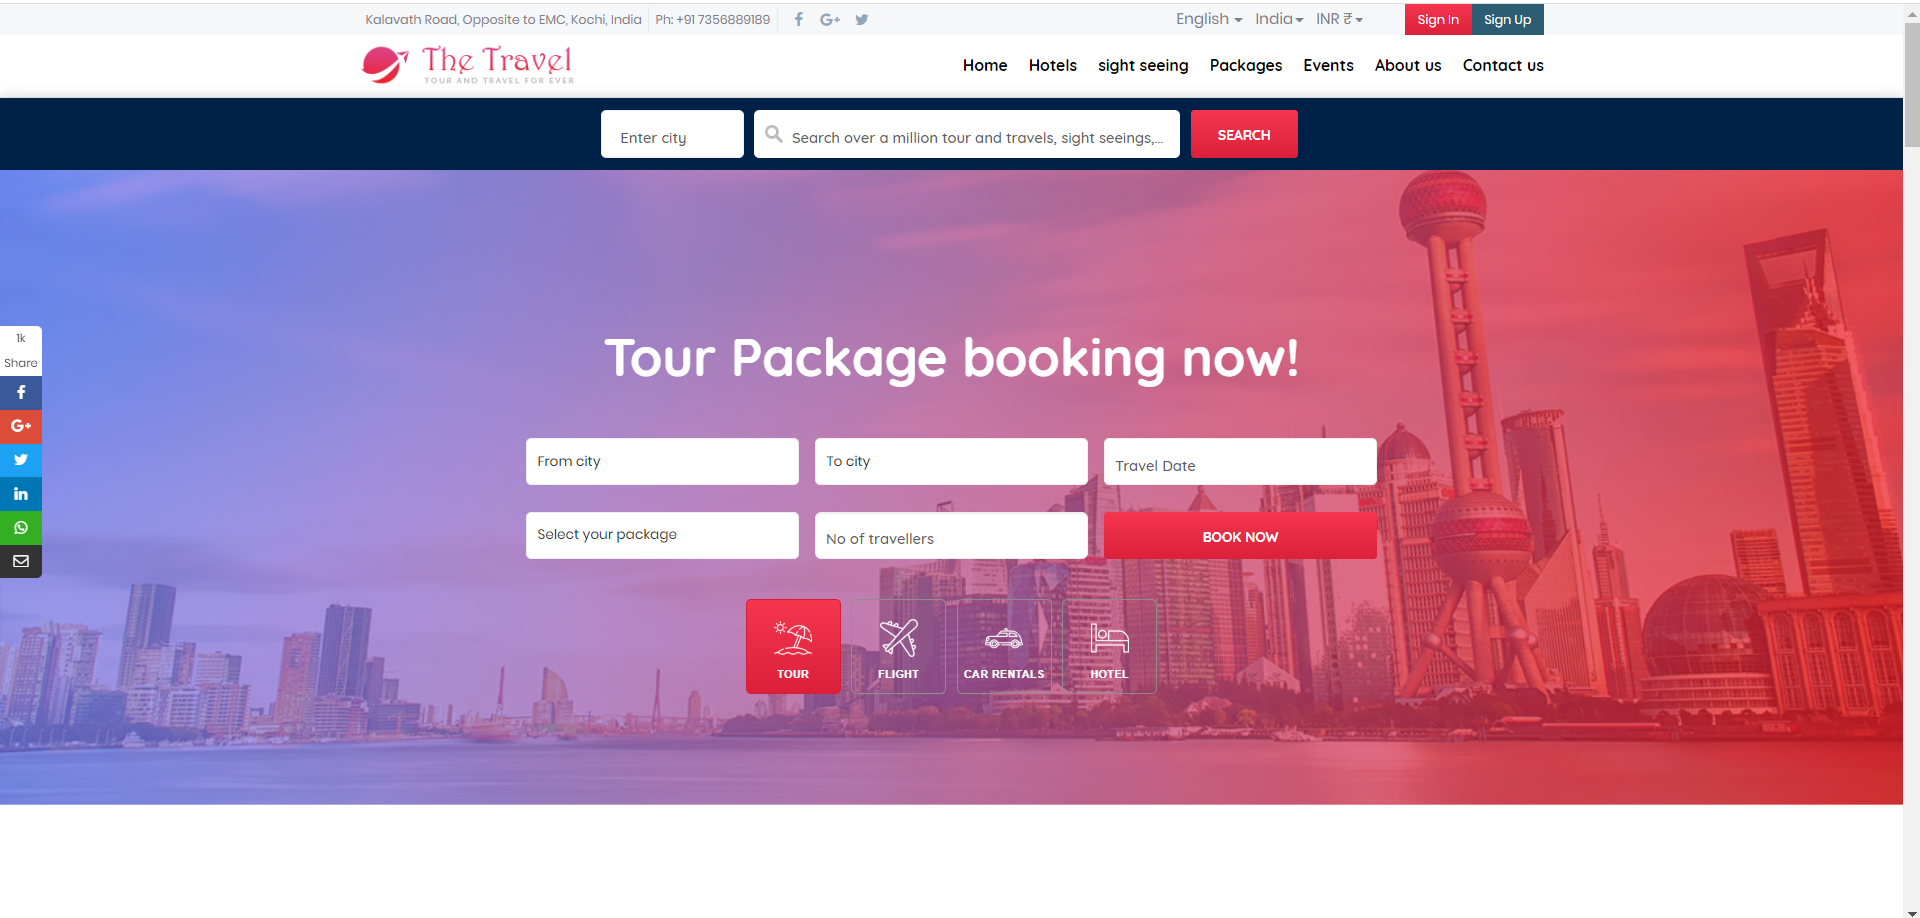 Kalavath Road, Opposite to EMC, Kochi, India Ph: +91 7356889189 English India INR ₹ Sign In Sign Up
The Travel
TOUR AND TRAVEL FOR EVER
Home Hotels sight seeing Packages Events About us Contact us
Enter city Search over a million tour and travels, sight seeings,... SEARCH
Tour Package booking now!
1k
Share
From city To city Travel Date
Select your package No of travellers BOOK NOW
TOUR FLIGHT CAR RENTALS HOTEL